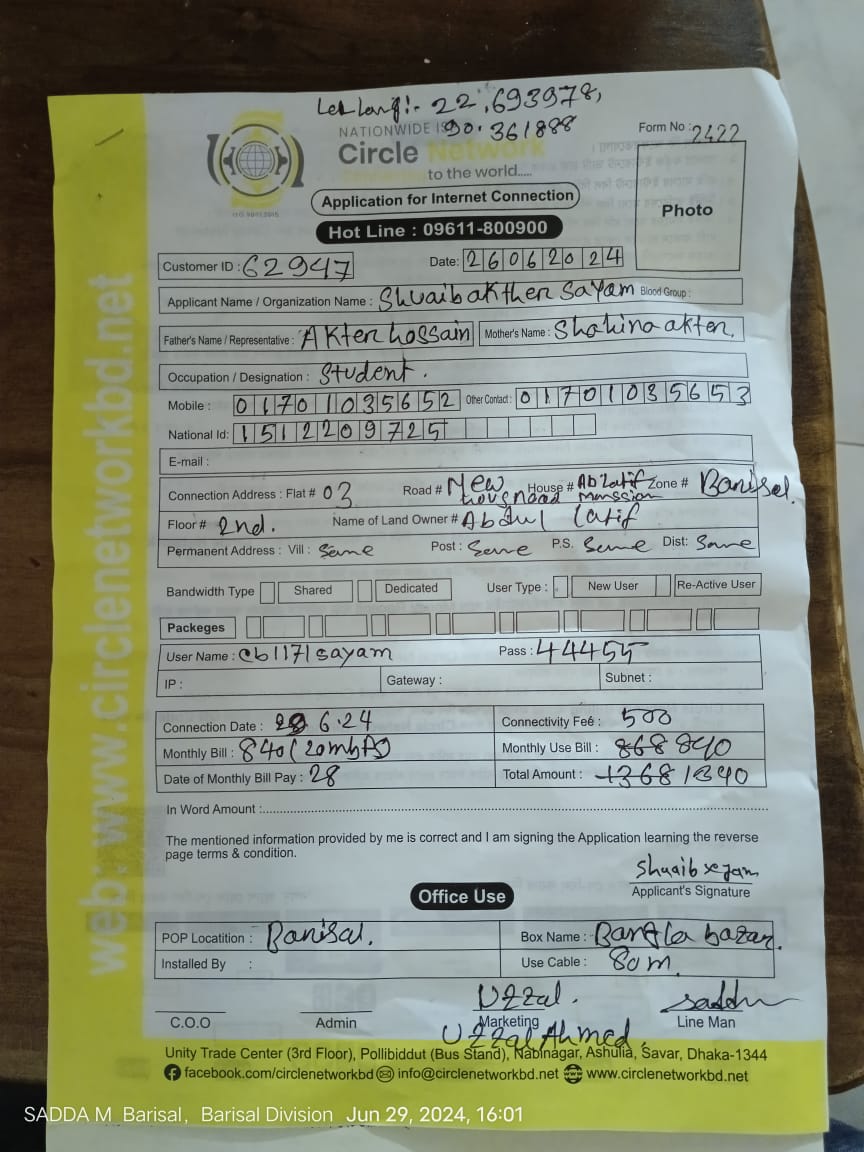 Lat Long:- 22.693978,
NATIONWIDE ISP 90.361888
Form No : 2422
Circle Network
to the world.....
ISO 9001:2015
Application for Internet Connection
Photo
Hot Line : 09611-800900
Customer ID : 62947 Date: 26062024
Applicant Name / Organization Name : Shuaib akther Sayam Blood Group :
Father's Name / Representative : Akter hossain Mother's Name : Shahina akter.
Occupation / Designation : Student.
Mobile : 01701035652 Other Contact : 01701035653
National Id: 1512209725
E-mail :
Connection Address : Flat # 03 Road # New House # Ab Latif Zone # Barisal.
Manssion
Floor # 2nd. Name of Land Owner # Abdul latif
Permanent Address : Vill : Same Post : Same P.S. Same Dist: Same
Bandwidth Type Shared Dedicated User Type : New User Re-Active User
Packeges
User Name : cb1171sayam Pass : 44455
IP : Gateway : Subnet :
Connection Date : 6.24 Connectivity Feé : 500
Monthly Bill : 840 (20mbps) Monthly Use Bill : 868 840
Date of Monthly Bill Pay : 28 Total Amount : 1368 1340
In Word Amount :
The mentioned information provided by me is correct and I am signing the Application learning the reverse
page terms & condition.
Shuaib
Applicant's Signature
Office Use
POP Locatition : Barisal. Box Name : Bangla bazar.
Installed By : Use Cable : 80 m.
Uzzal. saddu
C.O.O Admin Marketing Line Man
Uzzal Ahmed.
Unity Trade Center (3rd Floor), Pollibiddut (Bus Stand), Nabinagar, Ashulia, Savar, Dhaka-1344
facebook.com/circlenetworkbd info@circlenetworkbd.net www.circlenetworkbd.net
web: www.circlenetworkbd.net
SADDA M Barisal, Barisal Division Jun 29, 2024, 16:01